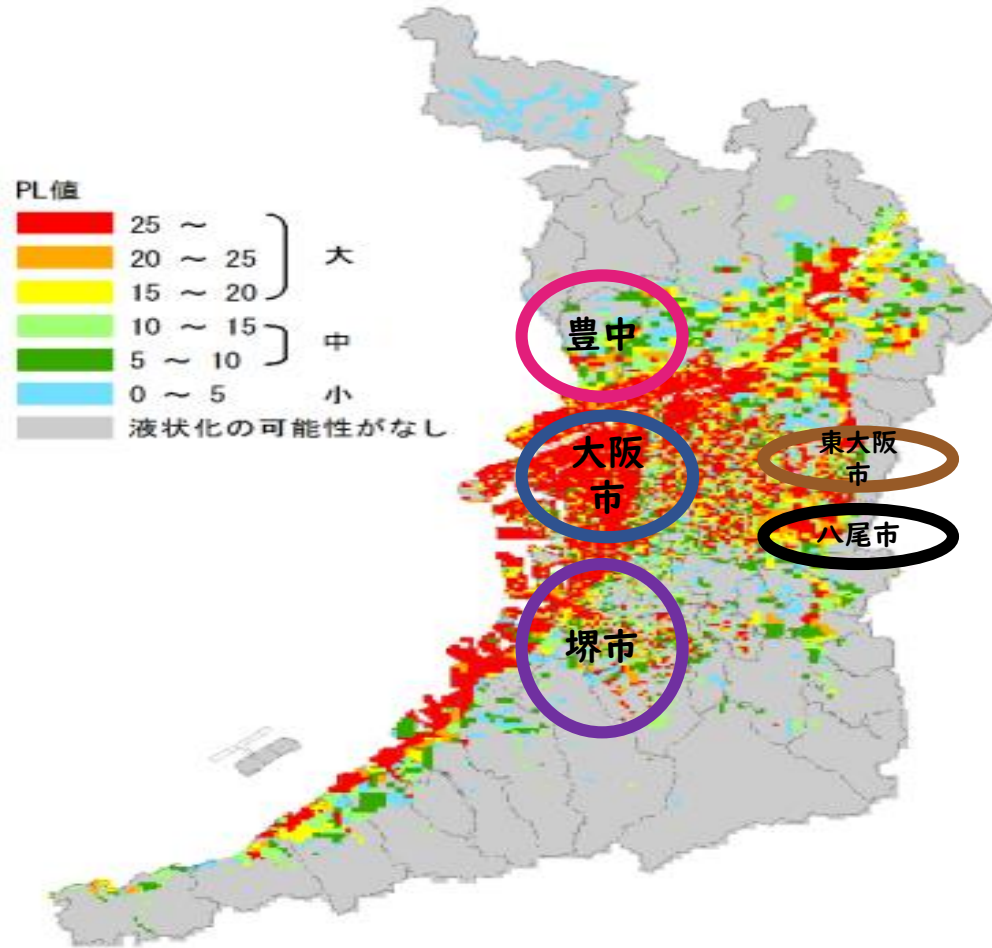 PL値
25 ～
20 ～ 25
15 ～ 20
大
10 ～ 15
5 ～ 10
中
0 ～ 5
小
液状化の可能性がなし
豊中
大阪
市
東大阪
市
八尾市
堺市